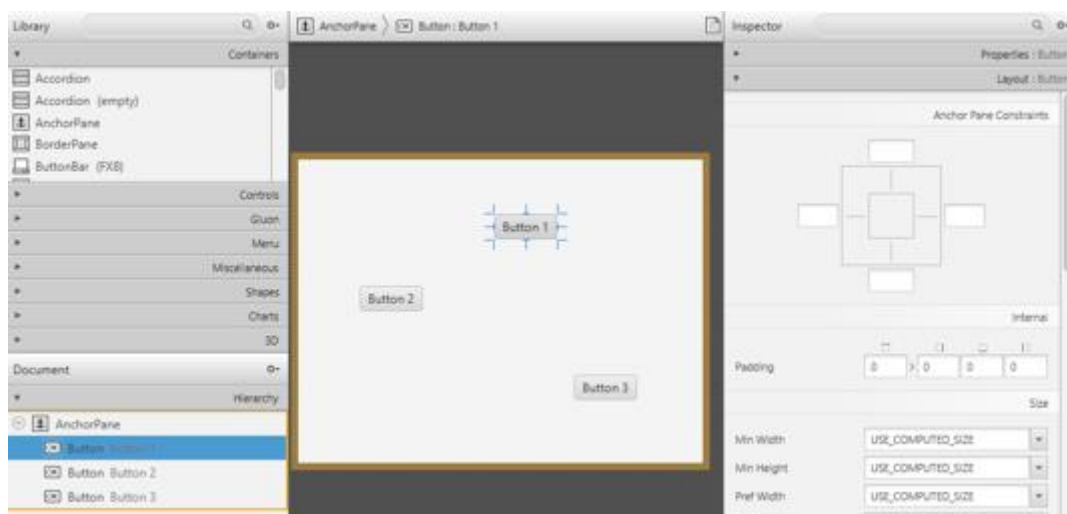 Library
Containers
Accordion
Accordion (empty)
AnchorPane
BorderPane
ButtonBar (FX8)
Controls
Gluon
Menu
Miscellaneous
Shapes
Charts
3D
Document
Hierarchy
AnchorPane
Button Button 1
Button Button 2
Button Button 3
AnchorPane Button : Button 1
Button 1
Button 2
Button 3
Inspector
Properties : Button
Layout : Button
Anchor Pane Constraints
Internal
Padding 0 0 0 0
Size
Min Width USE_COMPUTED_SIZE
Min Height USE_COMPUTED_SIZE
Pref Width USE_COMPUTED_SIZE